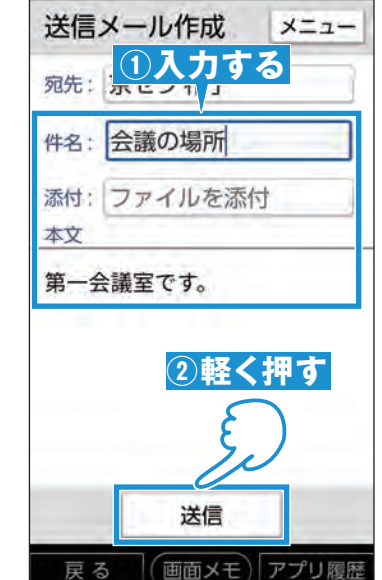 送信メール作成 メニュー
①入力する
宛先:
件名: 会議の場所
添付: ファイルを添付
本文
第一会議室です。
②軽く押す
送信
戻る 画面メモ アプリ履歴